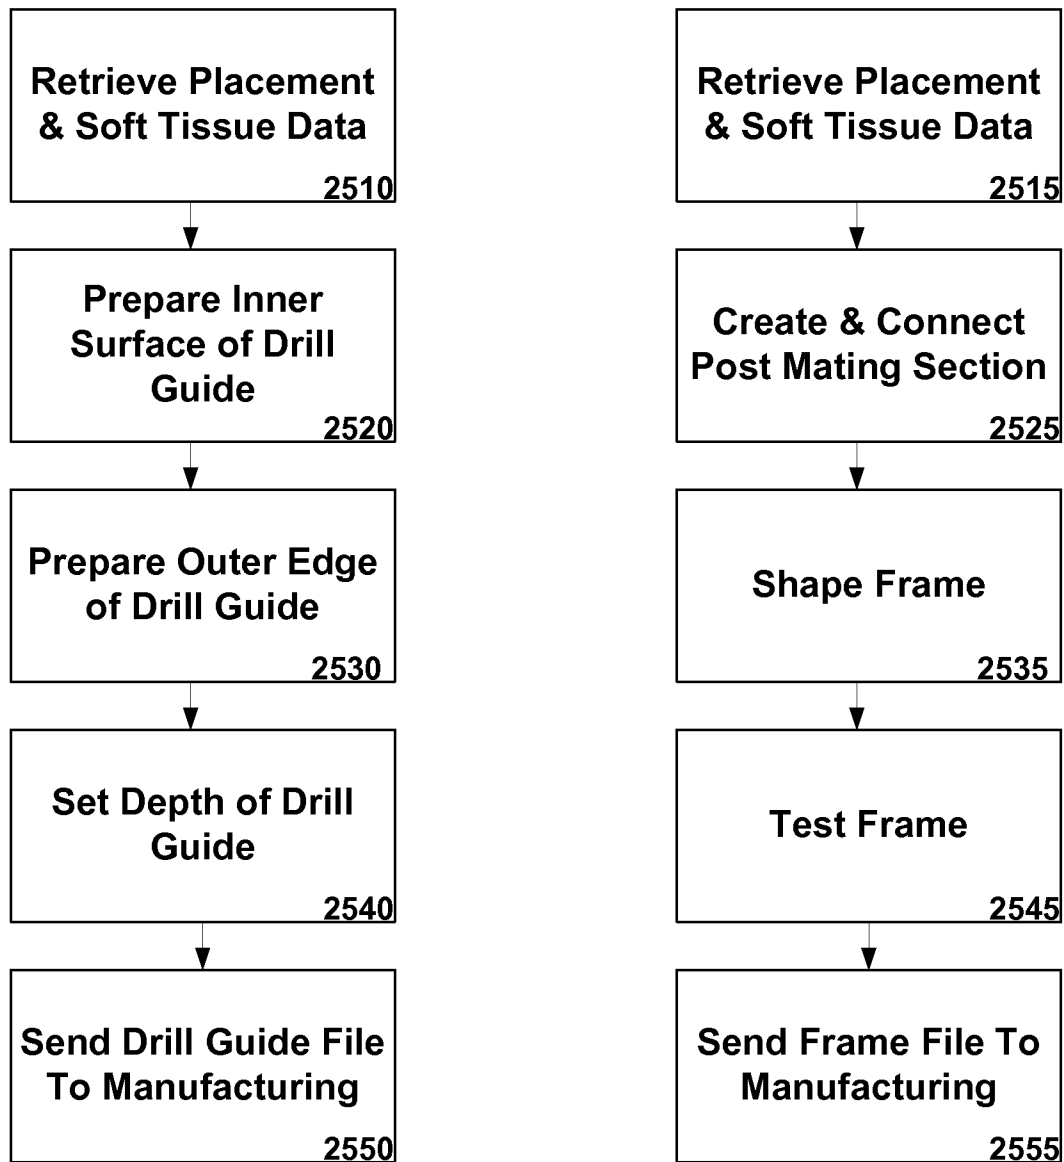 Retrieve Placement
& Soft Tissue Data
2510
Prepare Inner
Surface of Drill
Guide
2520
Prepare Outer Edge
of Drill Guide
2530
Set Depth of Drill
Guide
2540
Send Drill Guide File
To Manufacturing
2550
Retrieve Placement
& Soft Tissue Data
2515
Create & Connect
Post Mating Section
2525
Shape Frame
2535
Test Frame
2545
Send Frame File To
Manufacturing
2555